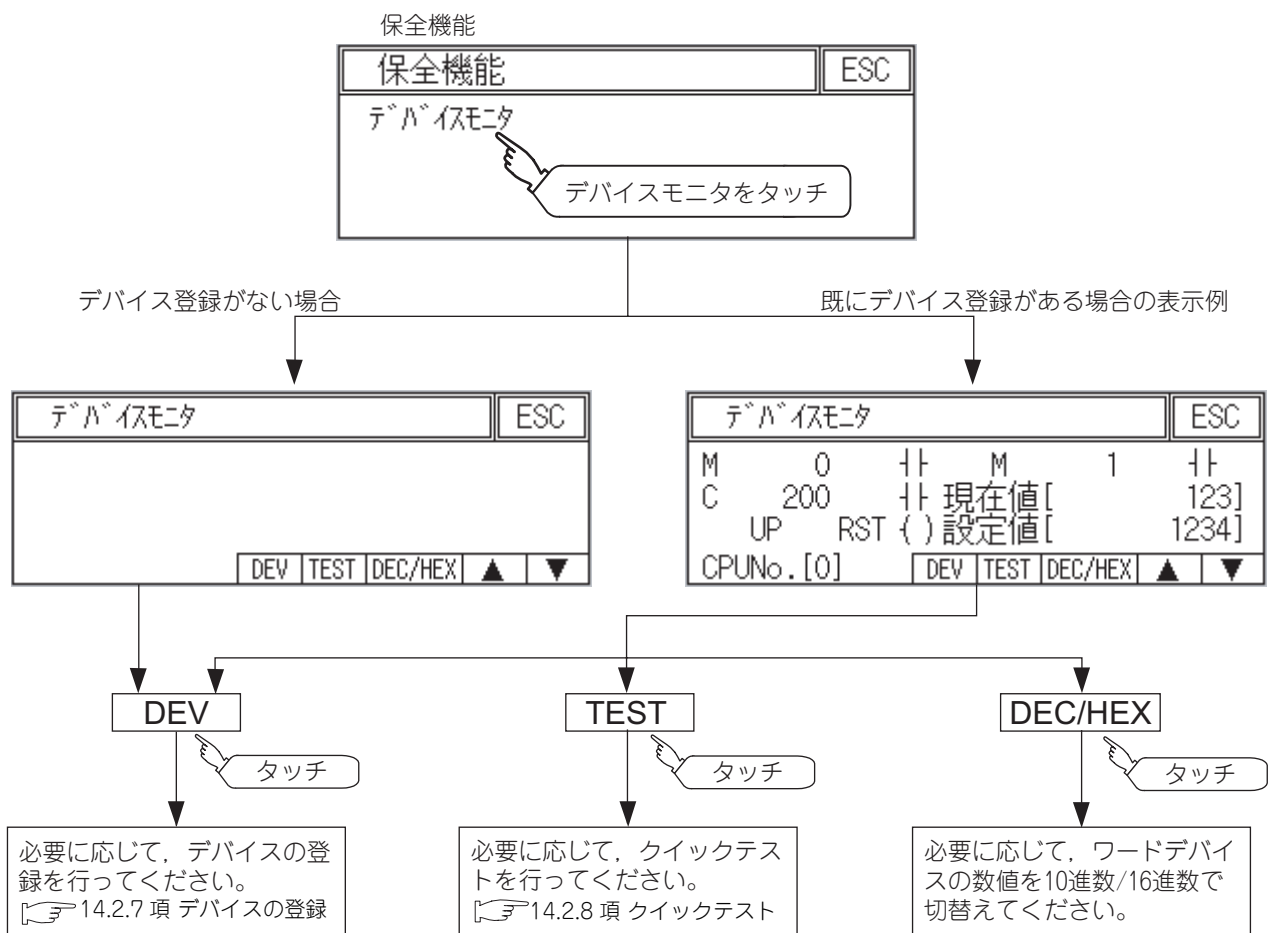 保全機能
保全機能 ESC
デバイスモニタ
デバイスモニタをタッチ
デバイス登録がない場合
既にデバイス登録がある場合の表示例
デバイスモニタ ESC
DEV TEST DEC/HEX ▲ ▼
デバイスモニタ ESC
M 0 ┤├ M 1 ┤├
C 200 ┤├ 現在値[ 123]
UP RST ( ) 設定値[ 1234]
CPUNo.[0] DEV TEST DEC/HEX ▲ ▼
DEV
タッチ
TEST
タッチ
DEC/HEX
タッチ
必要に応じて，デバイスの登
録を行ってください。
14.2.7 項 デバイスの登録
必要に応じて，クイックテス
トを行ってください。
14.2.8 項 クイックテスト
必要に応じて，ワードデバイ
スの数値を10進数/16進数で
切替えてください。